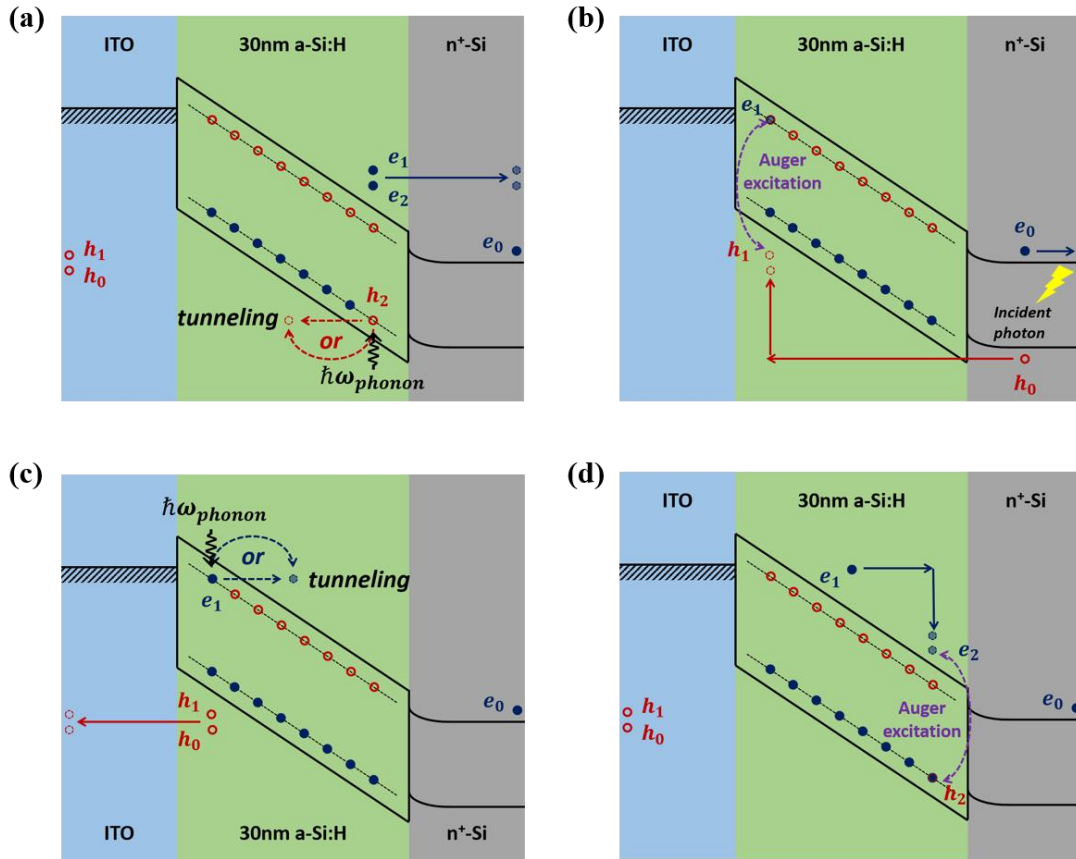 (a)
ITO 30nm a-Si:H n⁺-Si
e₁
e₂
e₀
h₁
h₀
h₂
tunneling
or
ℏω_phonon
(b)
ITO 30nm a-Si:H n⁺-Si
e₁
Auger
excitation
e₀
h₁
Incident
photon
h₀
(c)
ℏω_phonon
or
tunneling
e₁
h₁
h₀
e₀
ITO 30nm a-Si:H n⁺-Si
(d)
ITO 30nm a-Si:H n⁺-Si
e₁
e₂
h₁
h₀
Auger
excitation
e₀
h₂